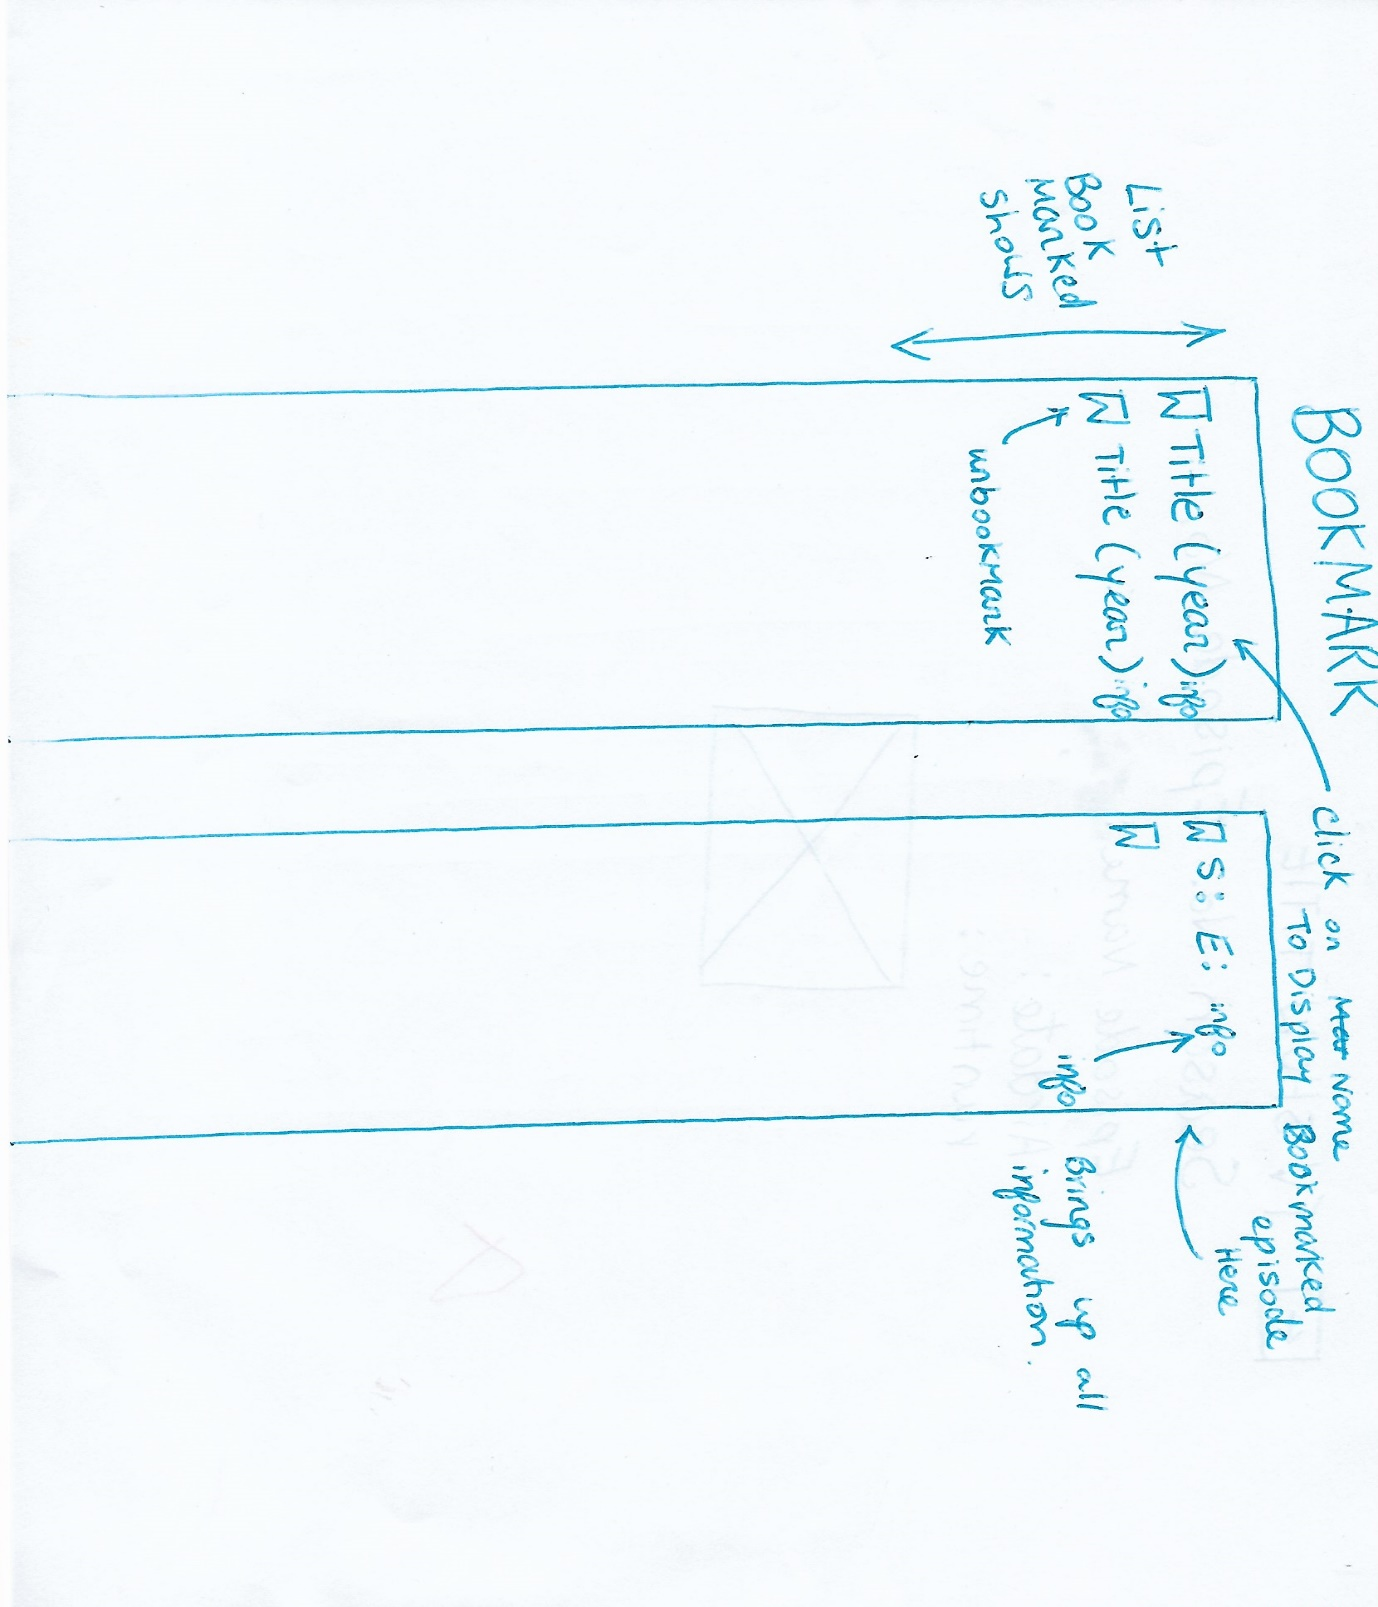 BOOKMARK
click on Name
To Display Bookmarked
episode
Here
List
Book
Marked
shows
Title (year) info
Title (year) info
unbookmark
S: E: info
info
Brings up all
information.